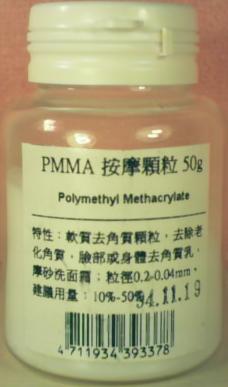 PMMA 按摩顆粒 50g
Polymethyl Methacrylate
特性：軟質去角質顆粒，去除老
化角質，臉部或身體去角質乳，
摩砂洗面霜；粒徑0.2-0.04mm，
建議用量：10%-50%
94.11.19
4 711934 393378